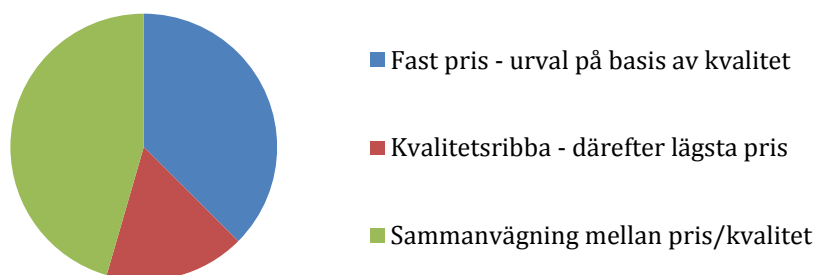 Fast pris - urval på basis av kvalitet
Kvalitetsribba - därefter lägsta pris
Sammanvägning mellan pris/kvalitet